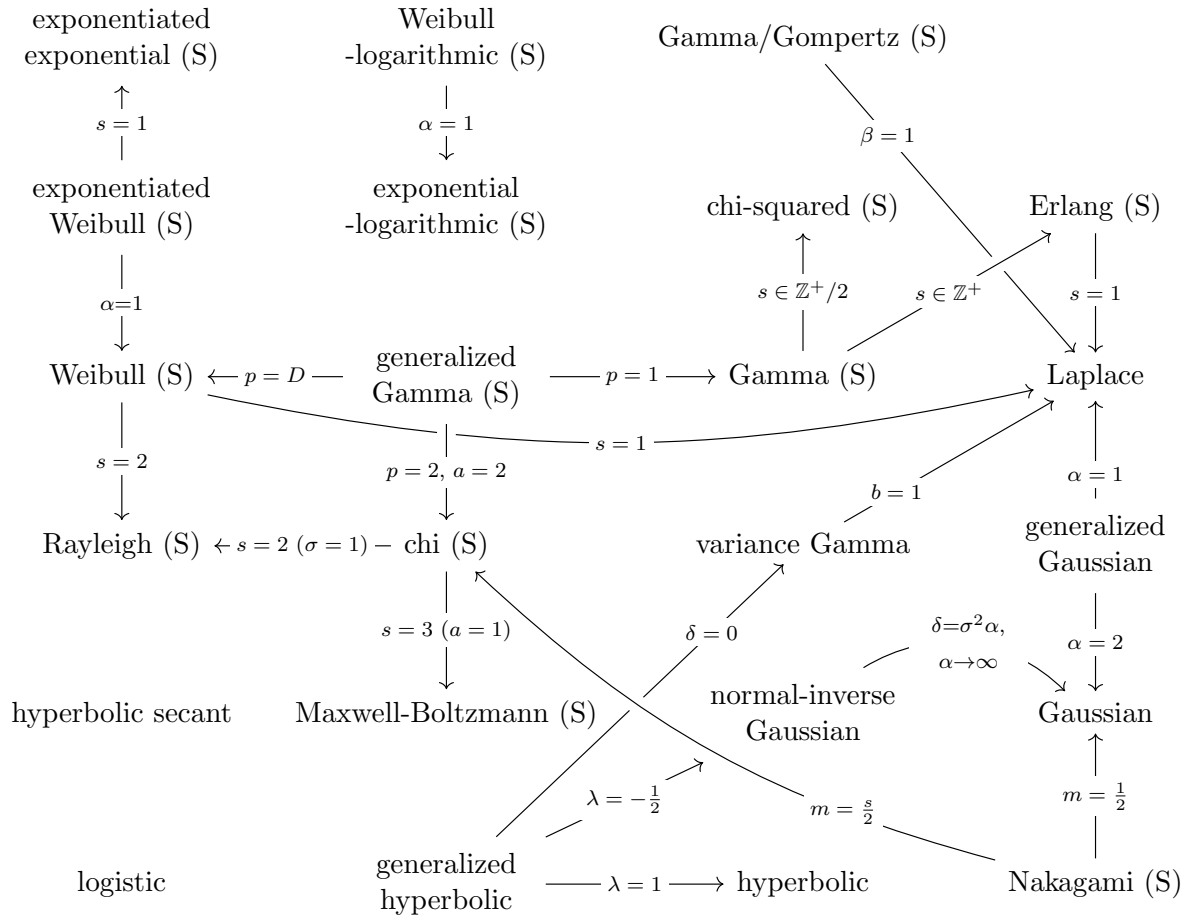 exponentiated
exponential (S)
Weibull
-logarithmic (S)
Gamma/Gompertz (S)
s = 1
α = 1
β = 1
exponentiated
Weibull (S)
exponential
-logarithmic (S)
chi-squared (S)
Erlang (S)
α=1
s ∈ ℤ⁺/2
s ∈ ℤ⁺
s = 1
Weibull (S)
p = D
generalized
Gamma (S)
p = 1
Gamma (S)
Laplace
s = 1
s = 2
p = 2, a = 2
b = 1
α = 1
Rayleigh (S)
s = 2 (σ = 1)
chi (S)
variance Gamma
generalized
Gaussian
s = 3 (a = 1)
δ = 0
δ=σ²α,
α→∞
α = 2
hyperbolic secant
Maxwell-Boltzmann (S)
normal-inverse
Gaussian
Gaussian
λ = −1/2
m = s/2
m = 1/2
logistic
generalized
hyperbolic
λ = 1
hyperbolic
Nakagami (S)